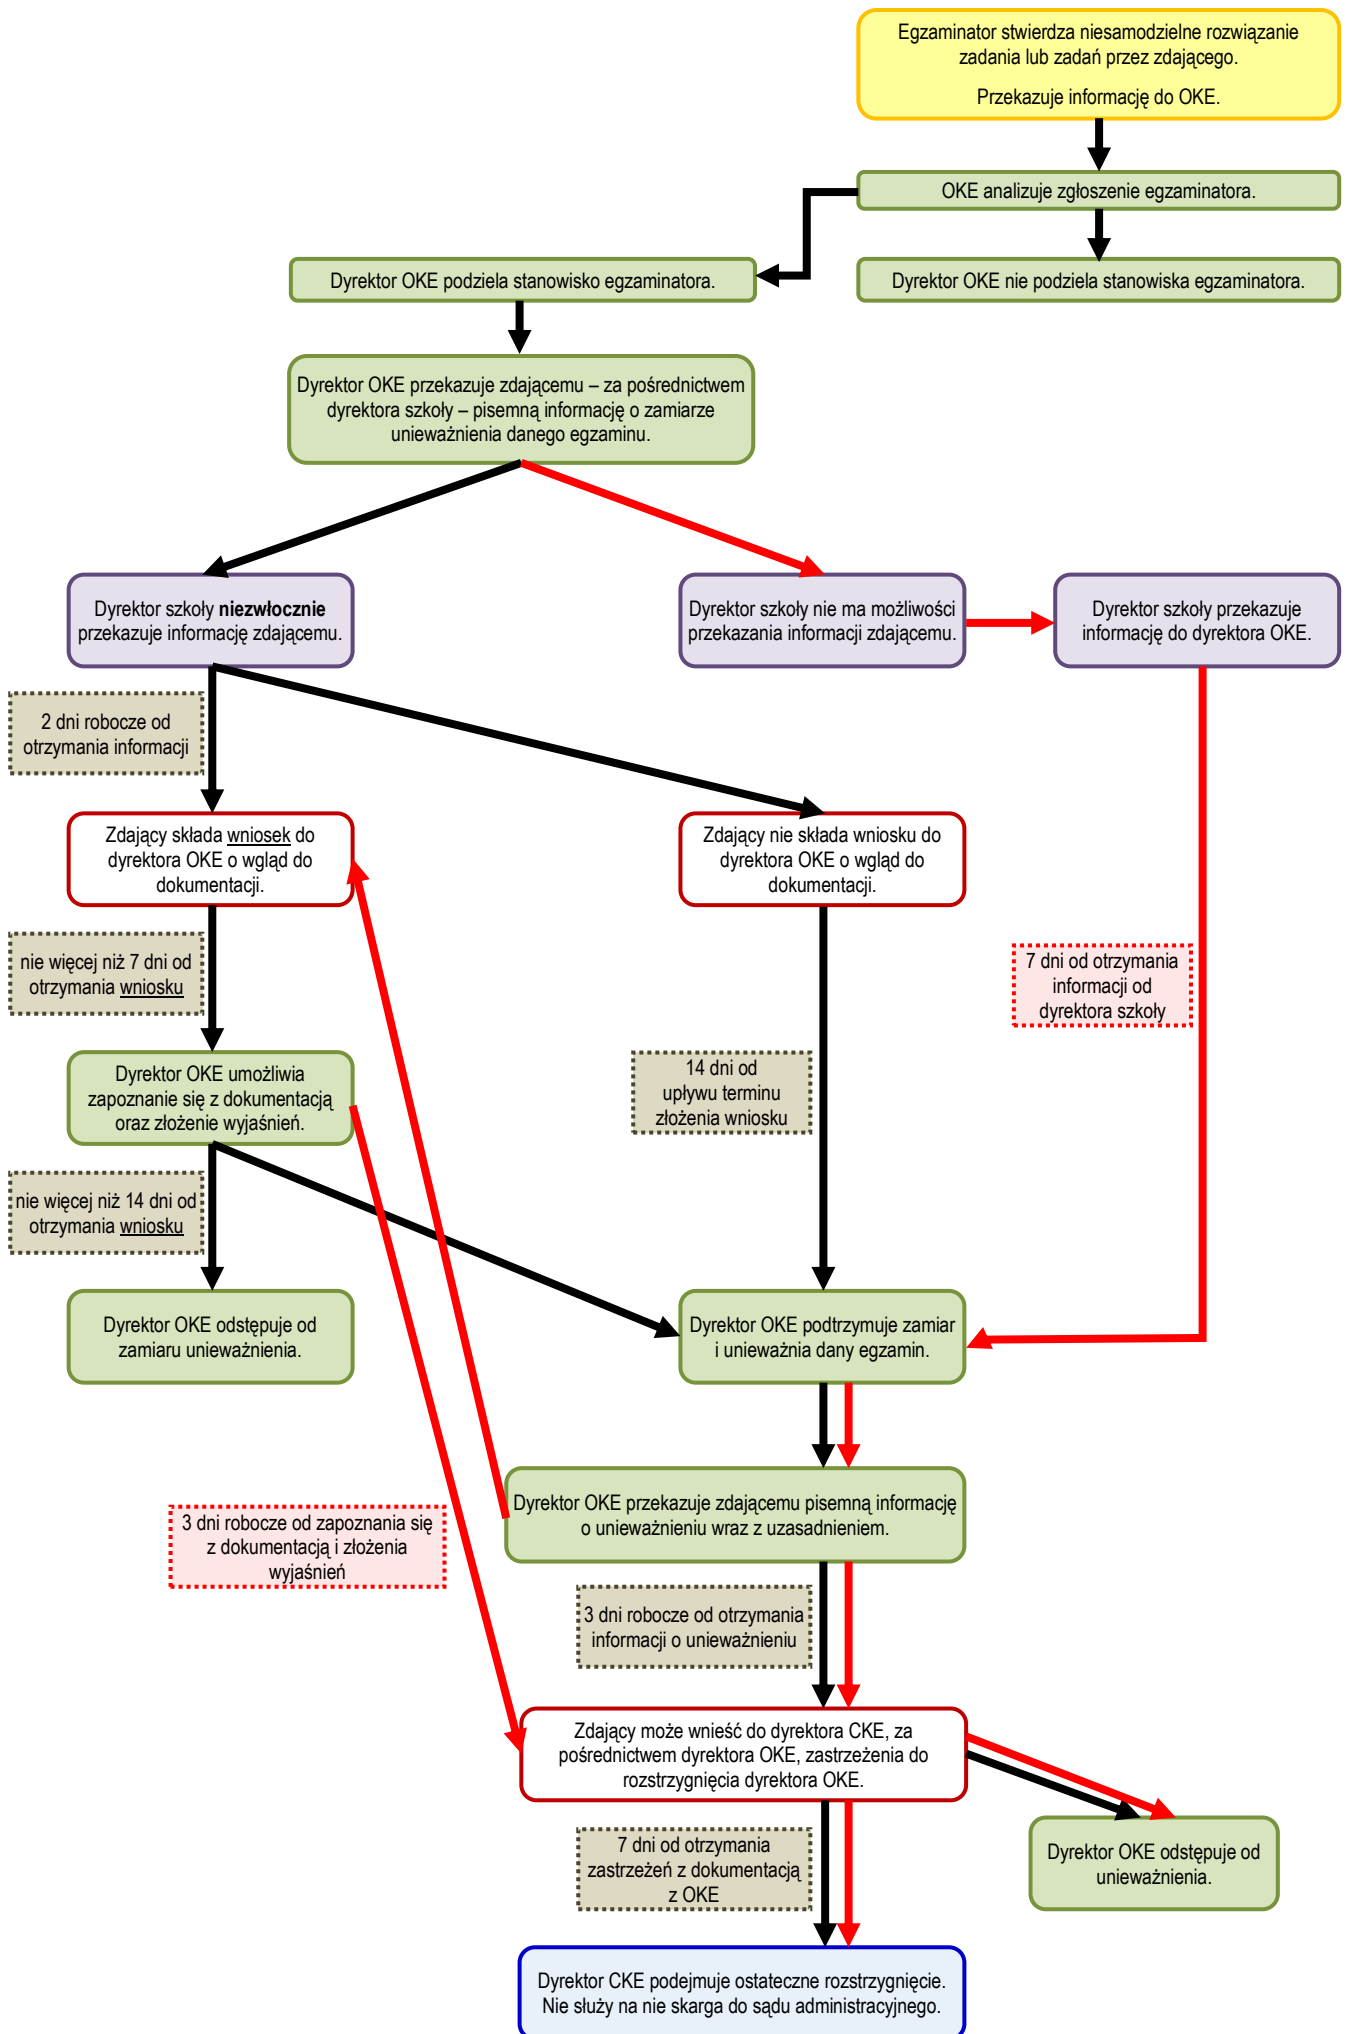 Egzaminator stwierdza niesamodzielne rozwiązanie
zadania lub zadań przez zdającego.
Przekazuje informację do OKE.
OKE analizuje zgłoszenie egzaminatora.
Dyrektor OKE podziela stanowisko egzaminatora.
Dyrektor OKE nie podziela stanowiska egzaminatora.
Dyrektor OKE przekazuje zdającemu – za pośrednictwem
dyrektora szkoły – pisemną informację o zamiarze
unieważnienia danego egzaminu.
Dyrektor szkoły niezwłocznie
przekazuje informację zdającemu.
Dyrektor szkoły nie ma możliwości
przekazania informacji zdającemu.
Dyrektor szkoły przekazuje
informację do dyrektora OKE.
2 dni robocze od
otrzymania informacji
Zdający składa wniosek do
dyrektora OKE o wgląd do
dokumentacji.
Zdający nie składa wniosku do
dyrektora OKE o wgląd do
dokumentacji.
nie więcej niż 7 dni od
otrzymania wniosku
7 dni od otrzymania
informacji od
dyrektora szkoły
Dyrektor OKE umożliwia
zapoznanie się z dokumentacją
oraz złożenie wyjaśnień.
14 dni od
upływu terminu
złożenia wniosku
nie więcej niż 14 dni od
otrzymania wniosku
Dyrektor OKE odstępuje od
zamiaru unieważnienia.
Dyrektor OKE podtrzymuje zamiar
i unieważnia dany egzamin.
Dyrektor OKE przekazuje zdającemu pisemną informację
o unieważnieniu wraz z uzasadnieniem.
3 dni robocze od zapoznania się
z dokumentacją i złożenia
wyjaśnień
3 dni robocze od otrzymania
informacji o unieważnieniu
Zdający może wnieść do dyrektora CKE, za
pośrednictwem dyrektora OKE, zastrzeżenia do
rozstrzygnięcia dyrektora OKE.
7 dni od otrzymania
zastrzeżeń z dokumentacją
z OKE
Dyrektor OKE odstępuje od
unieważnienia.
Dyrektor CKE podejmuje ostateczne rozstrzygnięcie.
Nie służy na nie skarga do sądu administracyjnego.